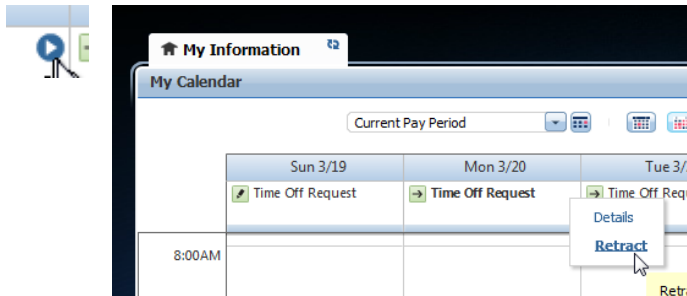 My Information
My Calendar
Current Pay Period
Sun 3/19 Mon 3/20 Tue 3/
Time Off Request Time Off Request Time Off Requ
Details
Retract
8:00AM
Retra